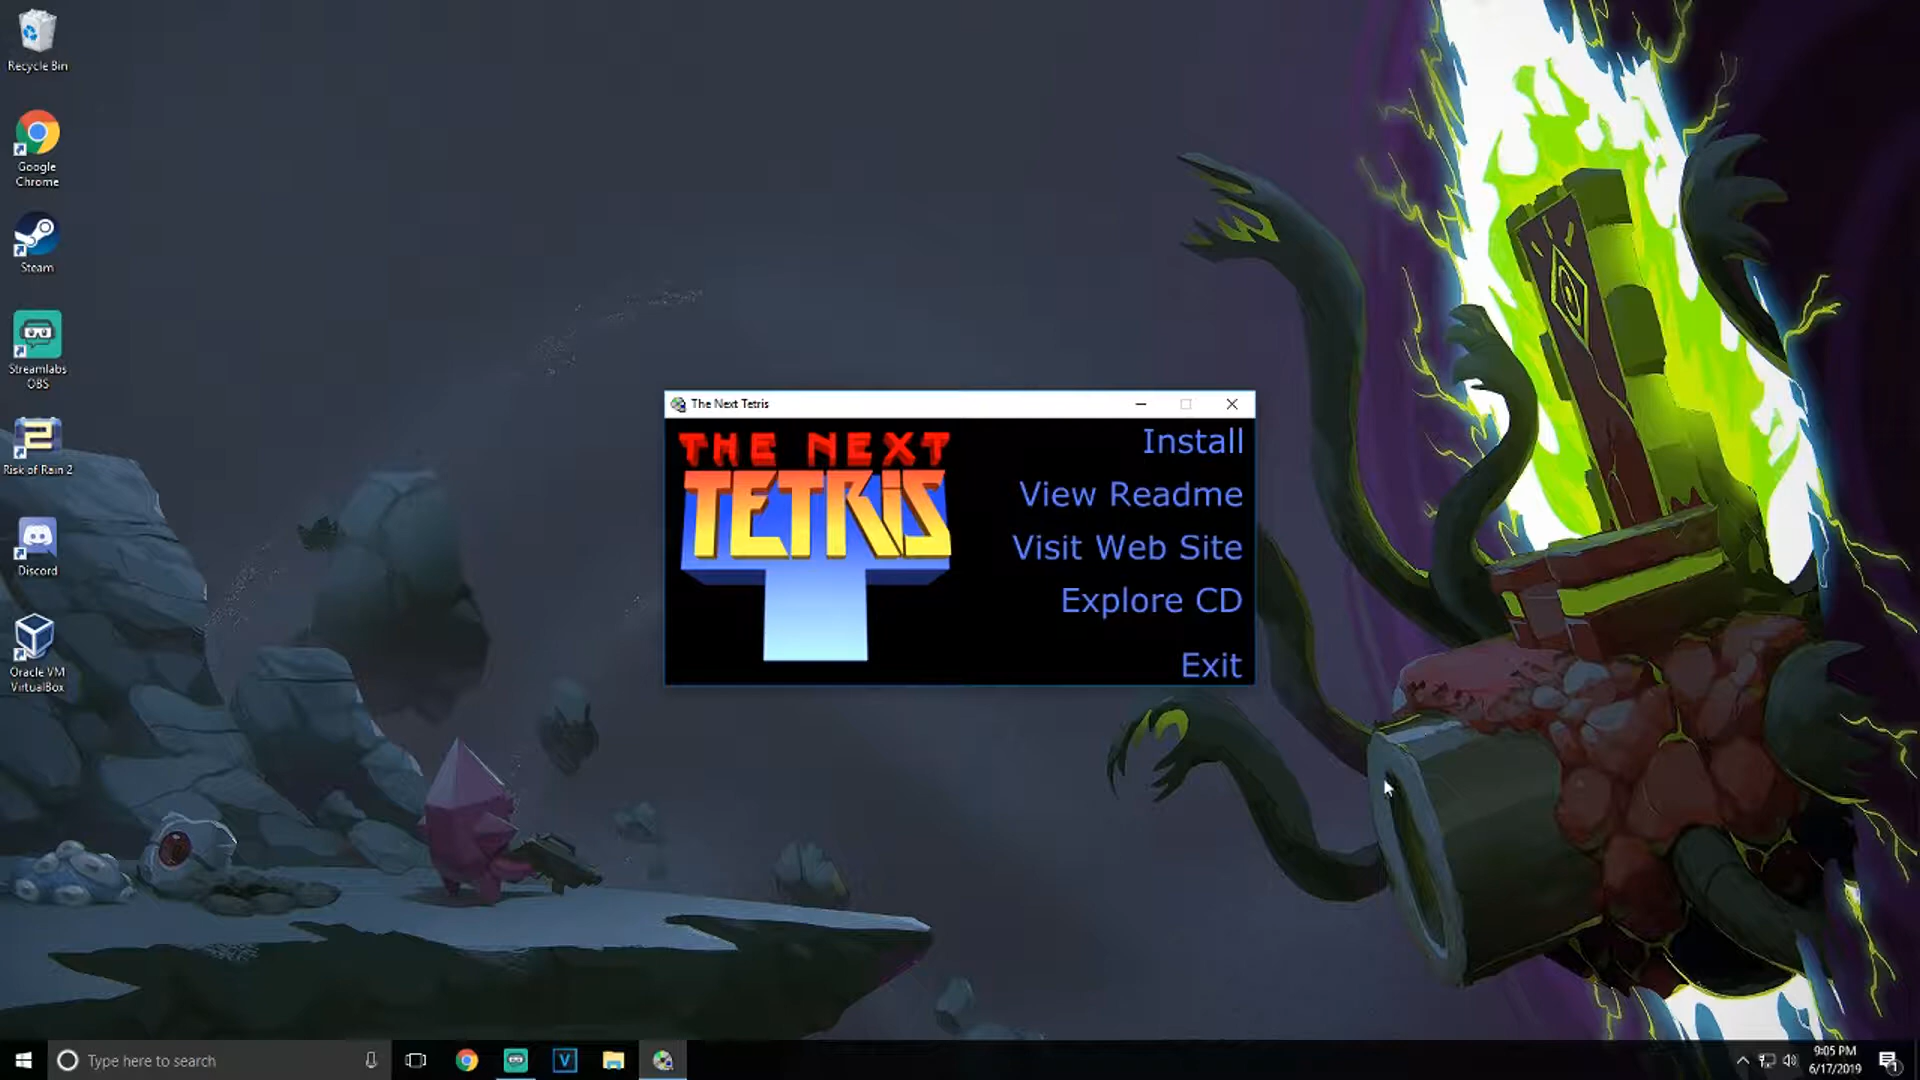 Recycle Bin
Google
Chrome
Steam
Streamlabs
OBS
Risk of Rain 2
Discord
Oracle VM
VirtualBox
The Next Tetris
THE NEXT
TETRIS
Install
View Readme
Visit Web Site
Explore CD
Exit
Type here to search
V
9:05 PM
6/17/2019
1